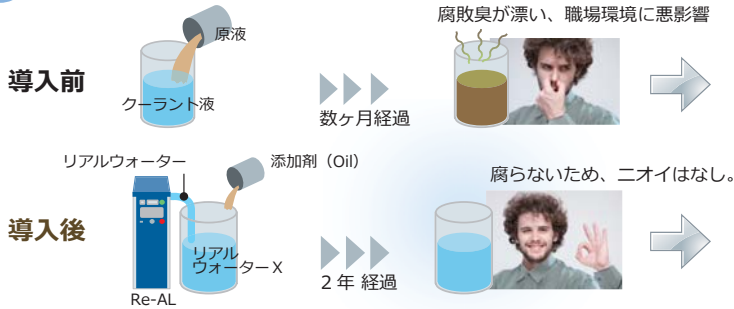 腐敗臭が漂い、職場環境に悪影響
原液
導入前
クーラント液
数ヶ月経過
リアルウォーター
添加剤（Oil）
腐らないため、ニオイはなし。
導入後
リアル
ウォーターX
2年 経過
Re-AL